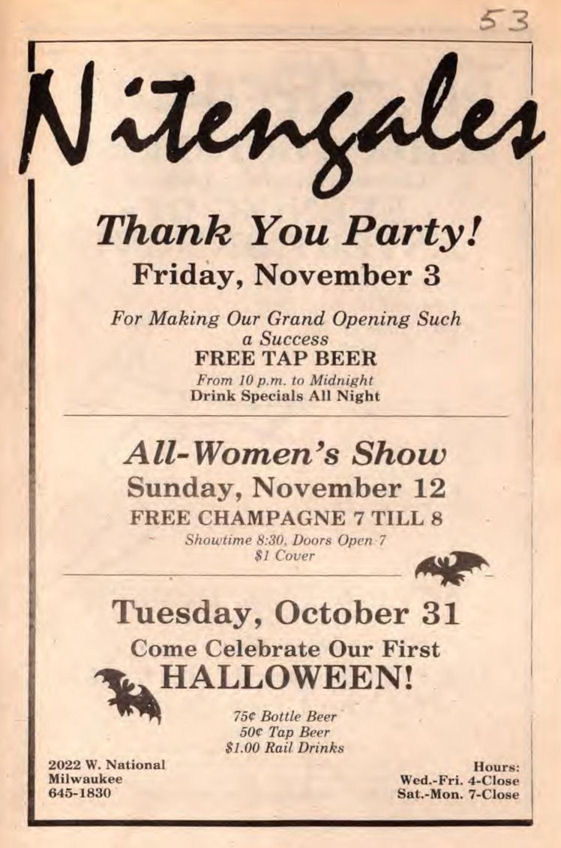 53
Nitengales
Thank You Party!
Friday, November 3
For Making Our Grand Opening Such
a Success
FREE TAP BEER
From 10 p.m. to Midnight
Drink Specials All Night
All-Women's Show
Sunday, November 12
FREE CHAMPAGNE 7 TILL 8
Showtime 8:30, Doors Open 7
$1 Cover
Tuesday, October 31
Come Celebrate Our First
HALLOWEEN!
75¢ Bottle Beer
50¢ Tap Beer
$1.00 Rail Drinks
2022 W. National
Milwaukee
645-1830
Hours:
Wed.-Fri. 4-Close
Sat.-Mon. 7-Close